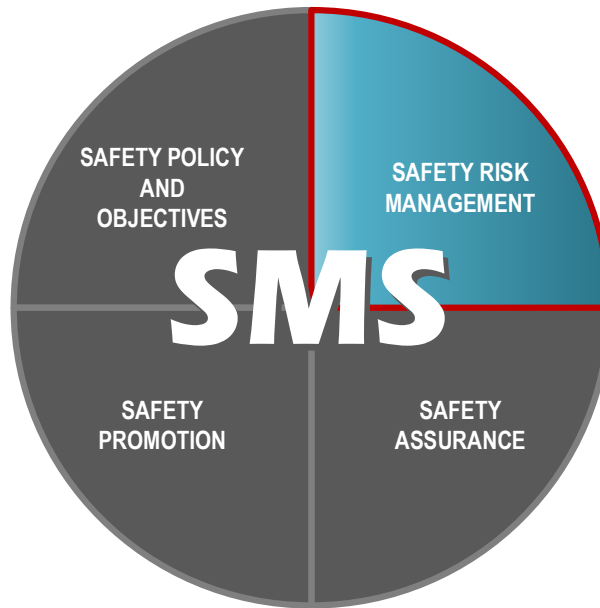 SAFETY POLICY
AND
OBJECTIVES
SAFETY RISK
MANAGEMENT
SMS
SAFETY
PROMOTION
SAFETY
ASSURANCE